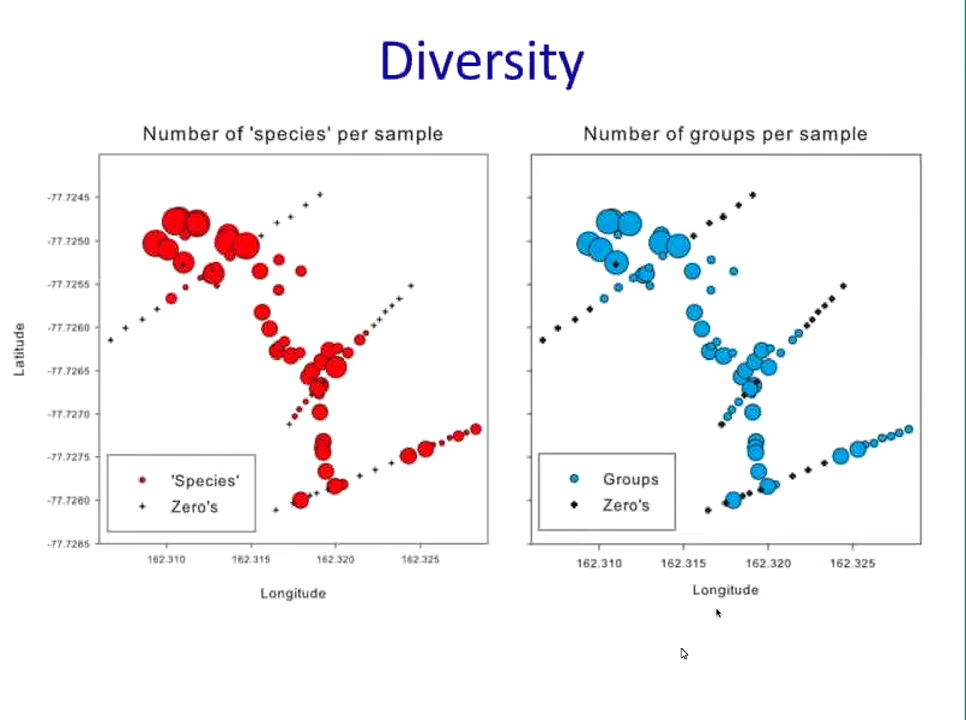 Diversity
Number of 'species' per sample
Latitude
-77.7245
-77.7250
-77.7255
-77.7260
-77.7265
-77.7270
-77.7275
-77.7260
-77.7265
'Species'
Zero's
162.310 162.315 162.320 162.325
Longitude
Number of groups per sample
Groups
Zero's
162.310 162.315 162.320 162.325
Longitude